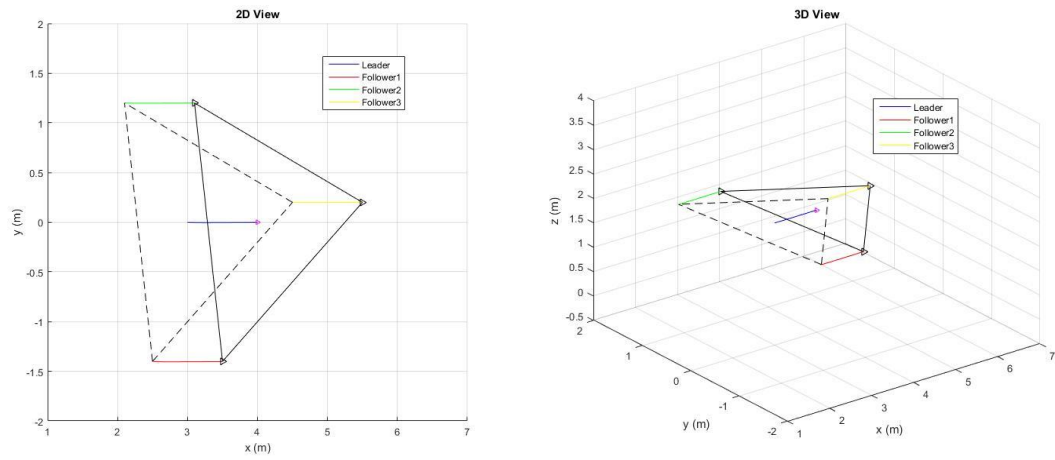 2D View
2
1.5
1
0.5
0
-0.5
-1
-1.5
-2
y (m)
Leader
Follower1
Follower2
Follower3
1 2 3 4 5 6 7
x (m)
3D View
4
3.5
3
2.5
2
1.5
1
0.5
0
-0.5
z (m)
Leader
Follower1
Follower2
Follower3
2
1
0
-1
-2
y (m)
1
2
3
4
5
6
7
x (m)